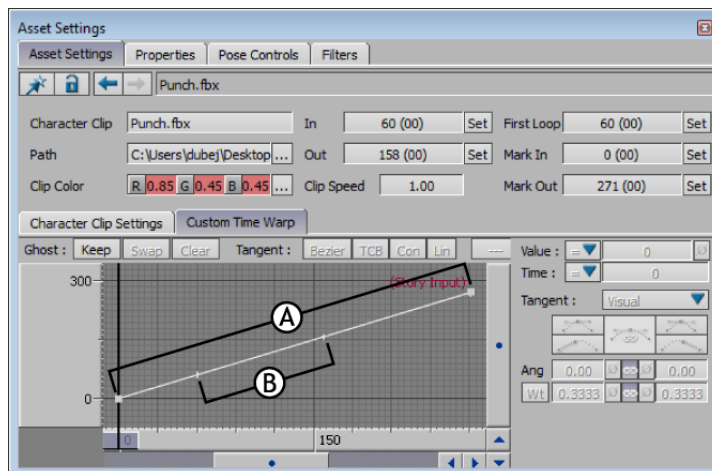 Asset Settings
Asset Settings Properties Pose Controls Filters
Punch.fbx
Character Clip Punch.fbx In 60 (00) Set First Loop 60 (00) Set
Path C:\Users\dubej\Desktop ... Out 158 (00) Set Mark In 0 (00) Set
Clip Color R 0.85 G 0.45 B 0.45 ... Clip Speed 1.00 Mark Out 271 (00) Set
Character Clip Settings Custom Time Warp
Ghost : Keep Swap Clear Tangent : Bezier TCB Con Lin --- Value : = 0
Time : = 0
300 (Story Input) Tangent : Visual
A
B
Ang 0.00 0.00
0 Wt 0.3333 0.3333
0 150